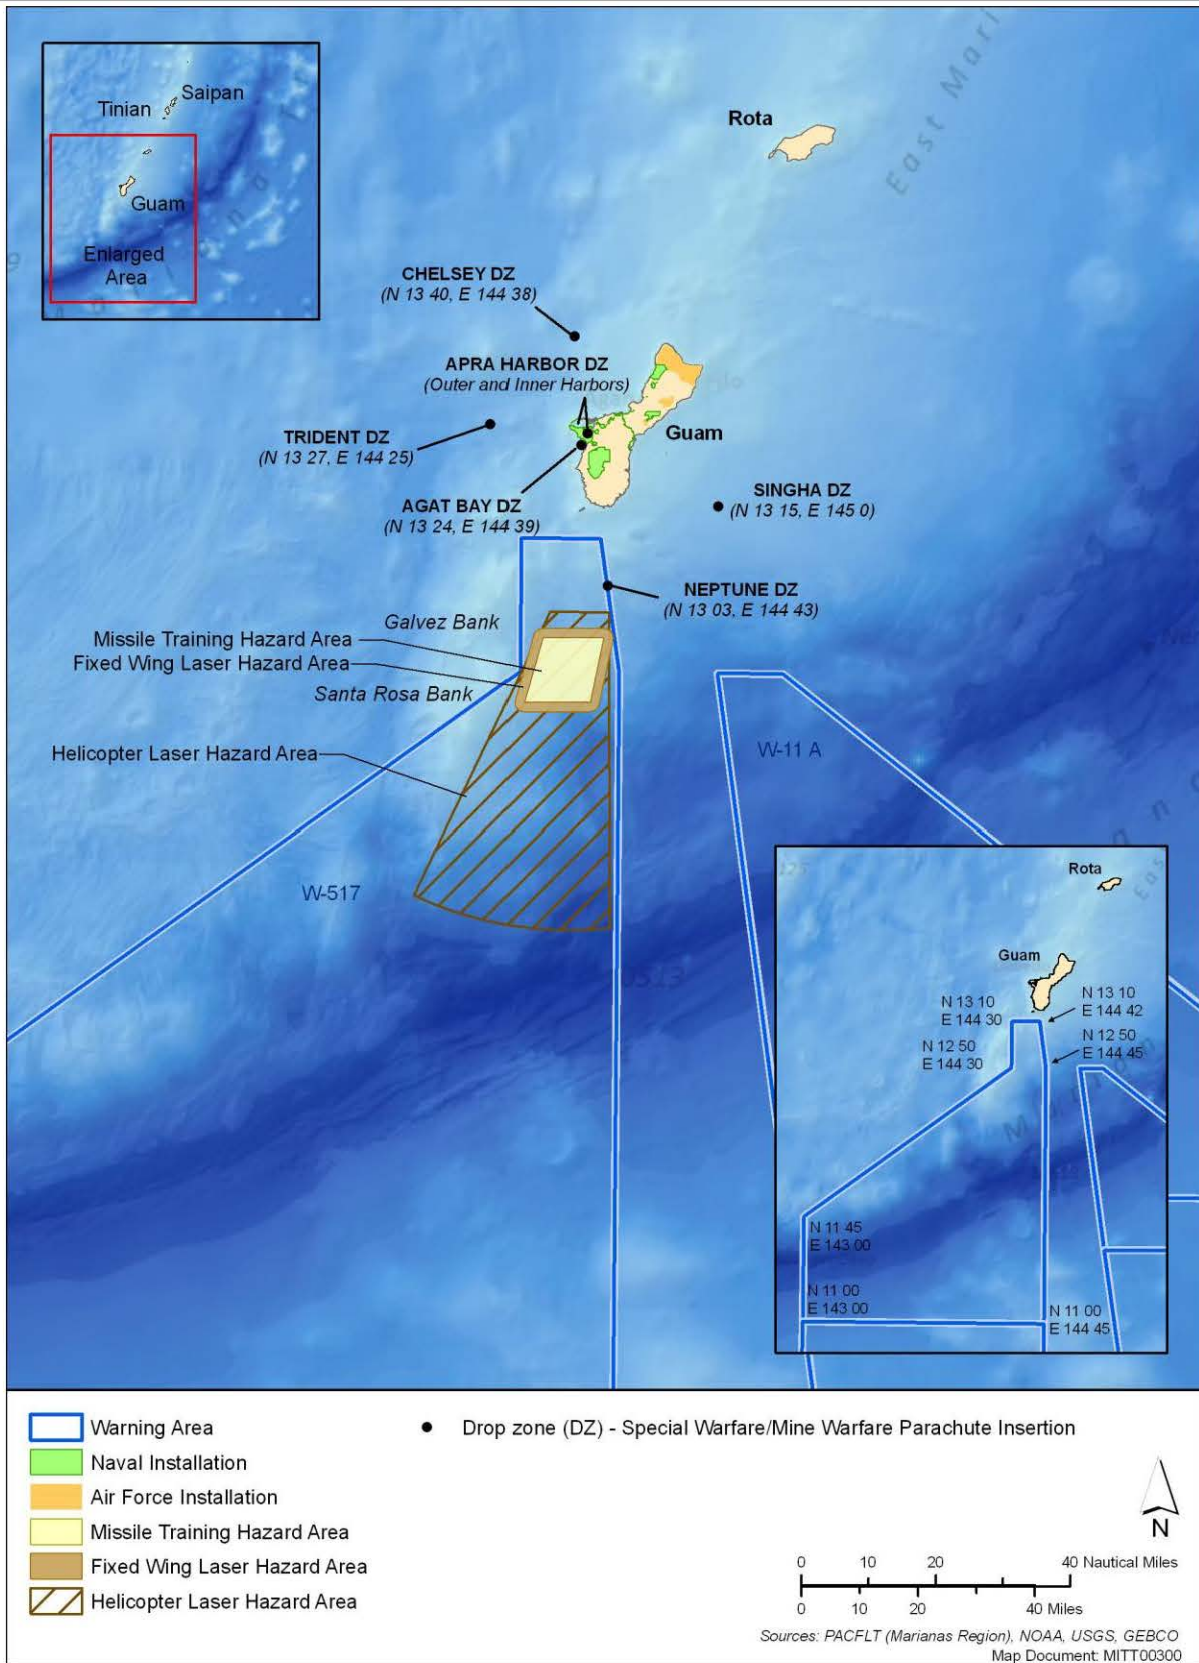 Tinian
Saipan
Guam
Enlarged
Area
Rota
East Mari
CHELSEY DZ
(N 13 40, E 144 38)
APRA HARBOR DZ
(Outer and Inner Harbors)
Guam
TRIDENT DZ
(N 13 27, E 144 25)
AGAT BAY DZ
(N 13 24, E 144 39)
SINGHA DZ
(N 13 15, E 145 0)
NEPTUNE DZ
(N 13 03, E 144 43)
Galvez Bank
Missile Training Hazard Area
Fixed Wing Laser Hazard Area
Santa Rosa Bank
Helicopter Laser Hazard Area
W-11 A
W-517
Rota
Guam
N 13 10
E 144 30
N 13 10
E 144 42
N 12 50
E 144 30
N 12 50
E 144 45
N 11 45
E 143 00
N 11 00
E 143 00
N 11 00
E 144 45
Warning Area
Naval Installation
Air Force Installation
Missile Training Hazard Area
Fixed Wing Laser Hazard Area
Helicopter Laser Hazard Area
Drop zone (DZ) - Special Warfare/Mine Warfare Parachute Insertion
N
0 10 20 40 Nautical Miles
0 10 20 40 Miles
Sources: PACFLT (Marianas Region), NOAA, USGS, GEBCO
Map Document: MITT00300